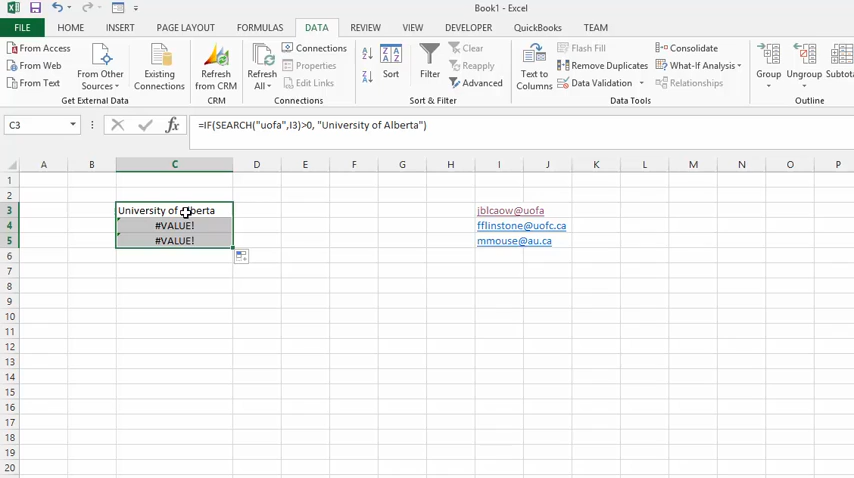 Book1 - Excel
FILE HOME INSERT PAGE LAYOUT FORMULAS DATA REVIEW VIEW DEVELOPER QuickBooks TEAM
From Access
From Web
From Text
From Other Sources
Get External Data
Existing Connections
Refresh from CRM
CRM
Refresh All
Connections
Properties
Edit Links
Connections
Sort
Filter
Clear
Reapply
Advanced
Sort & Filter
Text to Columns
Flash Fill
Remove Duplicates
Data Validation
Consolidate
What-If Analysis
Relationships
Data Tools
Group
Ungroup
Subtota
Outline
C3
fx
=IF(SEARCH("uofa",I3)>0, "University of Alberta")
A B C D E F G H I J K L M N O P
1
2
3 University of Alberta jblcaow@uofa
4 #VALUE! fflinstone@uofc.ca
5 #VALUE! mmouse@au.ca
6
7
8
9
10
11
12
13
14
15
16
17
18
19
20